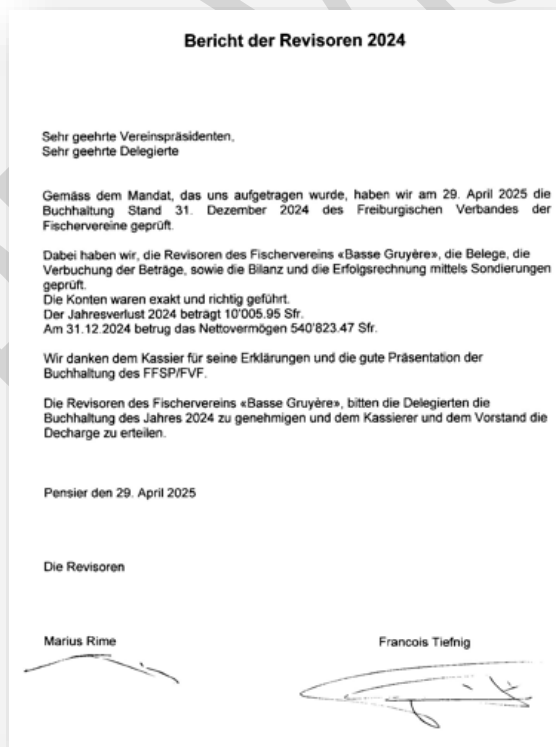 Bericht der Revisoren 2024
Sehr geehrte Vereinspräsidenten,
Sehr geehrte Delegierte
Gemäss dem Mandat, das uns aufgetragen wurde, haben wir am 29. April 2025 die
Buchhaltung Stand 31. Dezember 2024 des Freiburgischen Verbandes der
Fischervereine geprüft.
Dabei haben wir, die Revisoren des Fischervereins «Basse Gruyère», die Belege, die
Verbuchung der Beträge, sowie die Bilanz und die Erfolgsrechnung mittels Sondierungen
geprüft.
Die Konten waren exakt und richtig geführt.
Der Jahresverlust 2024 beträgt 10'005.95 Sfr.
Am 31.12.2024 betrug das Nettovermögen 540'823.47 Sfr.
Wir danken dem Kassier für seine Erklärungen und die gute Präsentation der
Buchhaltung des FFSP/FVF.
Die Revisoren des Fischervereins «Basse Gruyère», bitten die Delegierten die
Buchhaltung des Jahres 2024 zu genehmigen und dem Kassierer und dem Vorstand die
Decharge zu erteilen.
Pensier den 29. April 2025
Die Revisoren
Marius Rime
Francois Tiefnig